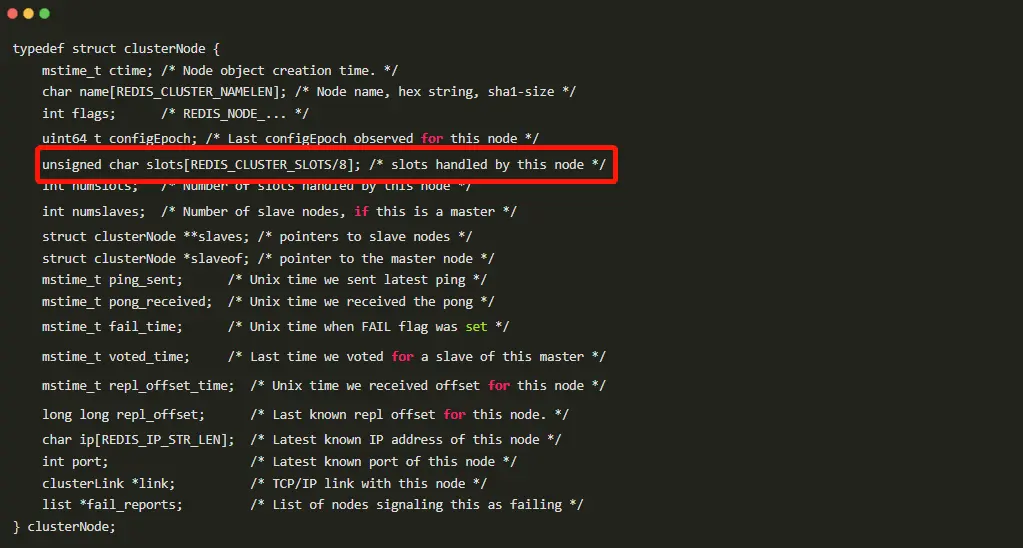 typedef struct clusterNode {
    mstime_t ctime; /* Node object creation time. */
    char name[REDIS_CLUSTER_NAMELEN]; /* Node name, hex string, sha1-size */
    int flags;      /* REDIS_NODE_... */
    uint64_t configEpoch; /* Last configEpoch observed for this node */
    unsigned char slots[REDIS_CLUSTER_SLOTS/8]; /* slots handled by this node */
    int numslots;   /* Number of slots handled by this node */
    int numslaves;  /* Number of slave nodes, if this is a master */
    struct clusterNode **slaves; /* pointers to slave nodes */
    struct clusterNode *slaveof; /* pointer to the master node */
    mstime_t ping_sent;      /* Unix time we sent latest ping */
    mstime_t pong_received;  /* Unix time we received the pong */
    mstime_t fail_time;      /* Unix time when FAIL flag was set */
    mstime_t voted_time;     /* Last time we voted for a slave of this master */
    mstime_t repl_offset_time;  /* Unix time we received offset for this node */
    long long repl_offset;      /* Last known repl offset for this node. */
    char ip[REDIS_IP_STR_LEN];  /* Latest known IP address of this node */
    int port;                   /* Latest known port of this node */
    clusterLink *link;          /* TCP/IP link with this node */
    list *fail_reports;         /* List of nodes signaling this as failing */
} clusterNode;